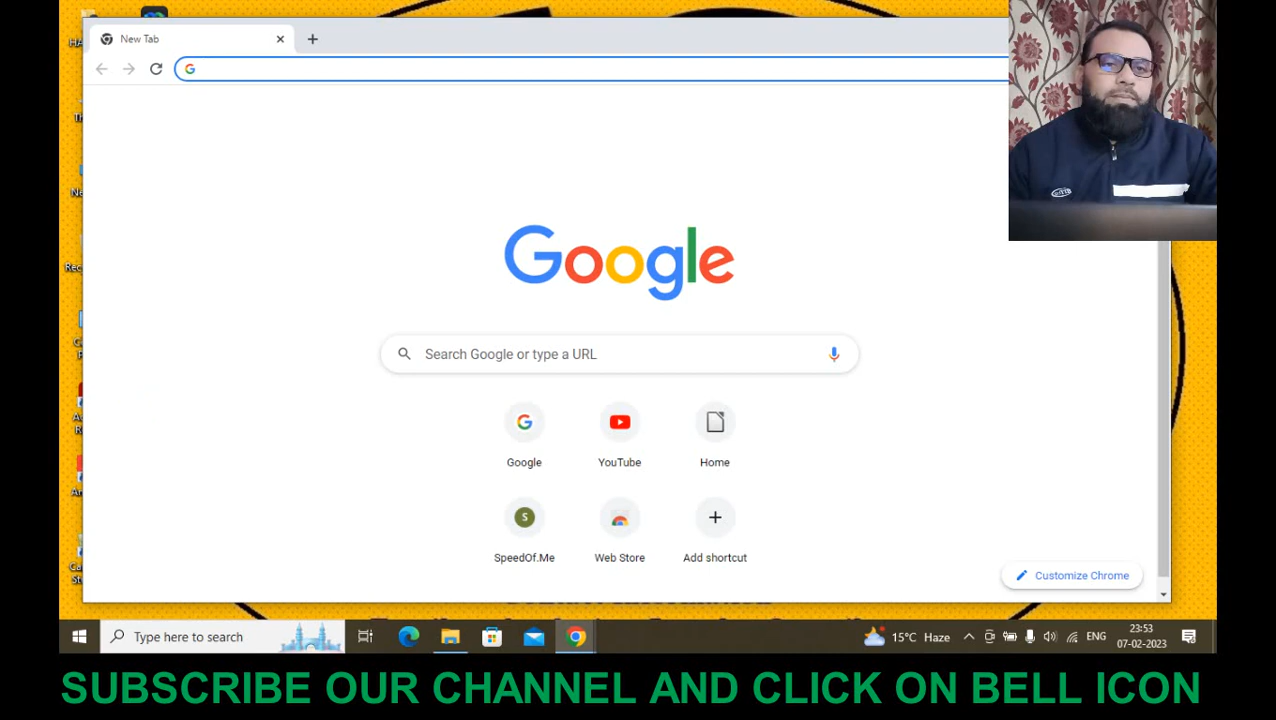 New Tab
Google
Search Google or type a URL
Google
YouTube
Home
S
SpeedOf.Me
Web Store
Add shortcut
Customize Chrome
Type here to search
15°C Haze
ENG
23:53
07-02-2023
SUBSCRIBE OUR CHANNEL AND CLICK ON BELL ICON